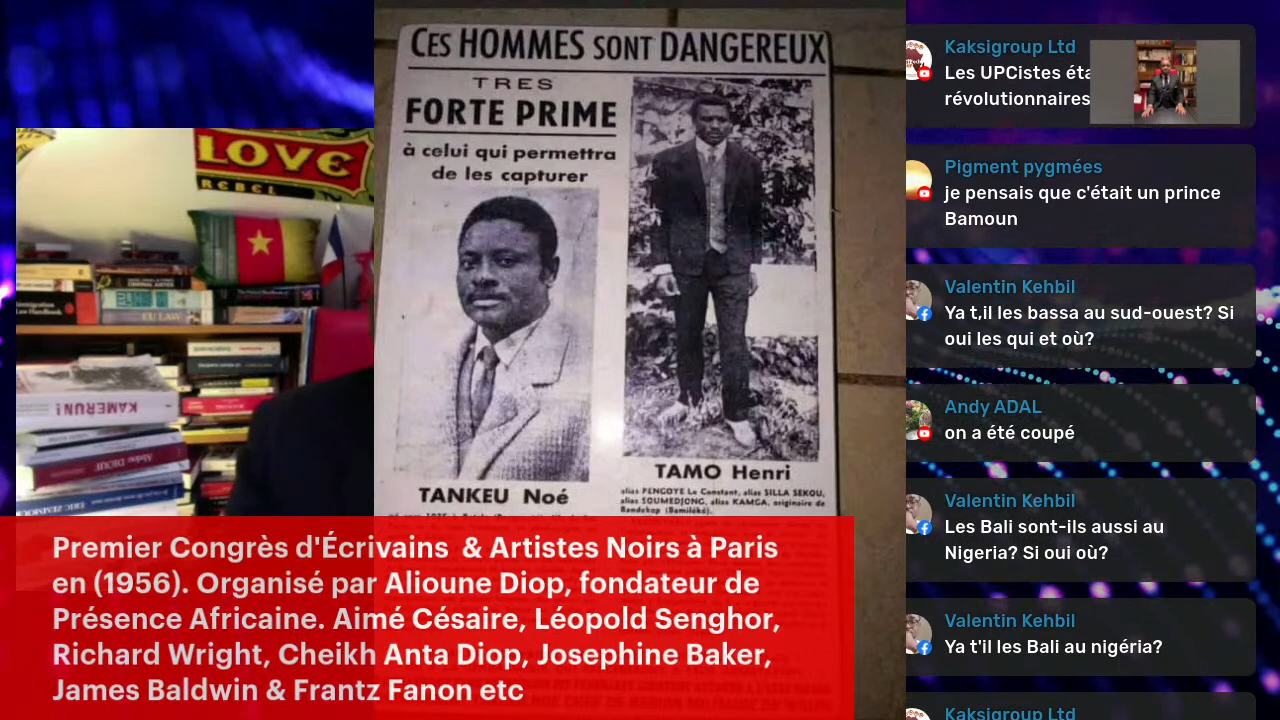 LOVE
REBEL
KAMERUN!
Abdou DIOUF
EU LAW
CES HOMMES SONT DANGEREUX
TRES
FORTE PRIME
à celui qui permettra
de les capturer
TANKEU Noé
TAMO Henri
alias PENGOYE Le Constant, alias SILLA SEKOU,
alias SOUMEDJONG, alias KAMGA, originaire de
Bandekop (Bamiléké).
Premier Congrès d'Écrivains & Artistes Noirs à Paris
en (1956). Organisé par Alioune Diop, fondateur de
Présence Africaine. Aimé Césaire, Léopold Senghor,
Richard Wright, Cheikh Anta Diop, Josephine Baker,
James Baldwin & Frantz Fanon etc
Kaksigroup Ltd
Les UPCistes éta
révolutionnaires
Pigment pygmées
je pensais que c'était un prince
Bamoun
Valentin Kehbil
Ya t,il les bassa au sud-ouest? Si
oui les qui et où?
Andy ADAL
on a été coupé
Valentin Kehbil
Les Bali sont-ils aussi au
Nigeria? Si oui où?
Valentin Kehbil
Ya t'il les Bali au nigéria?
Kaksigroup Ltd